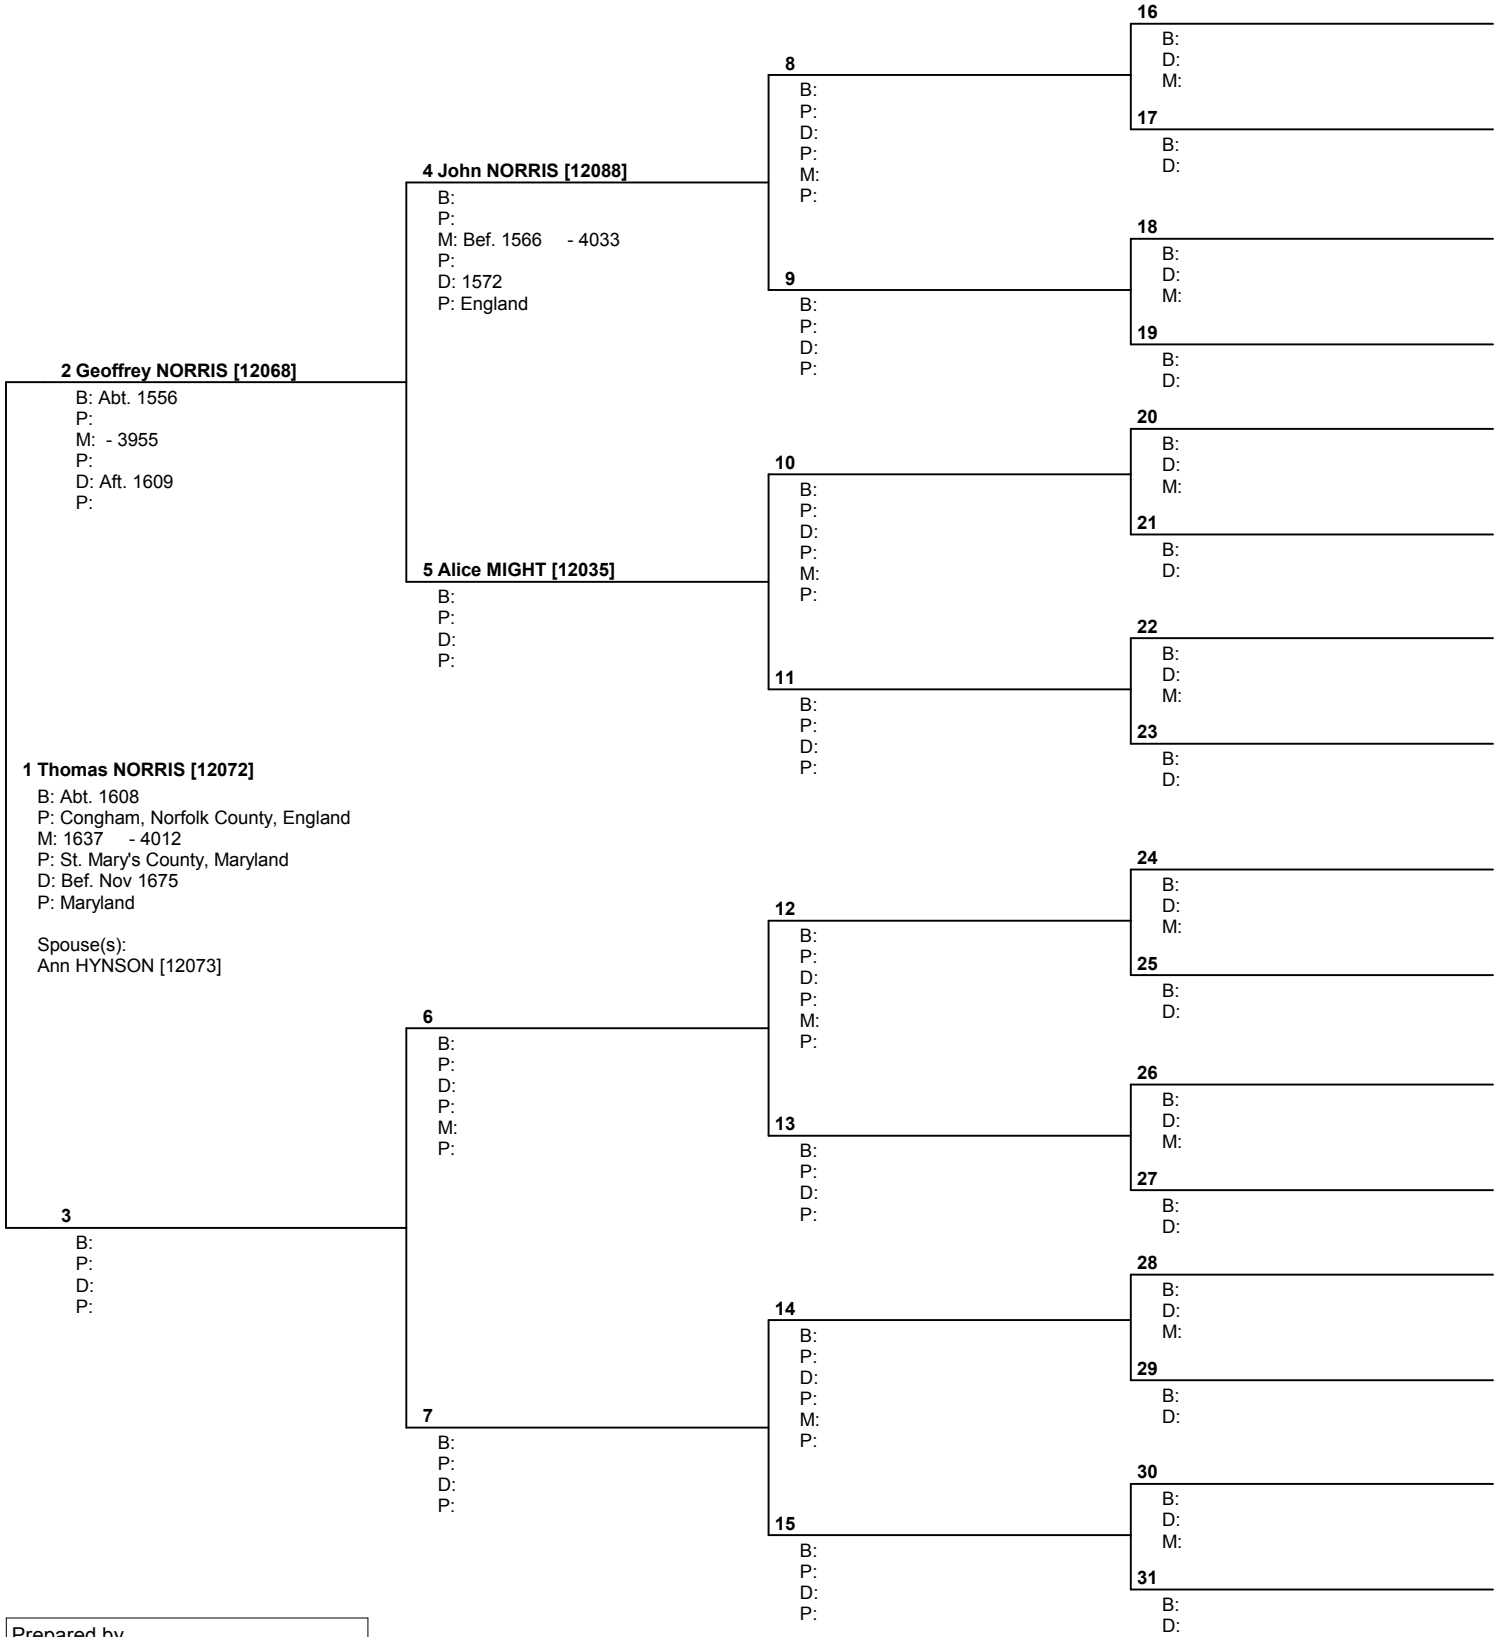 16
B:
D:
M:
8
B:
P:
D:
P:
M:
P:
17
B:
D:
4 John NORRIS [12088]
B:
P:
M: Bef. 1566 - 4033
P:
D: 1572
P: England
18
B:
D:
M:
9
B:
P:
D:
P:
19
B:
D:
2 Geoffrey NORRIS [12068]
B: Abt. 1556
P:
M: - 3955
P:
D: Aft. 1609
P:
20
B:
D:
M:
10
B:
P:
D:
P:
M:
P:
21
B:
D:
5 Alice MIGHT [12035]
B:
P:
D:
P:
22
B:
D:
M:
11
B:
P:
D:
P:
23
B:
D:
1 Thomas NORRIS [12072]
B: Abt. 1608
P: Congham, Norfolk County, England
M: 1637 - 4012
P: St. Mary's County, Maryland
D: Bef. Nov 1675
P: Maryland
Spouse(s):
Ann HYNSON [12073]
24
B:
D:
M:
12
B:
P:
D:
P:
M:
P:
25
B:
D:
6
B:
P:
D:
P:
M:
P:
26
B:
D:
M:
13
B:
P:
D:
P:
27
B:
D:
3
B:
P:
D:
P:
28
B:
D:
M:
14
B:
P:
D:
P:
M:
P:
29
B:
D:
7
B:
P:
D:
P:
30
B:
D:
M:
15
B:
P:
D:
P:
31
B:
D:
Prepared by